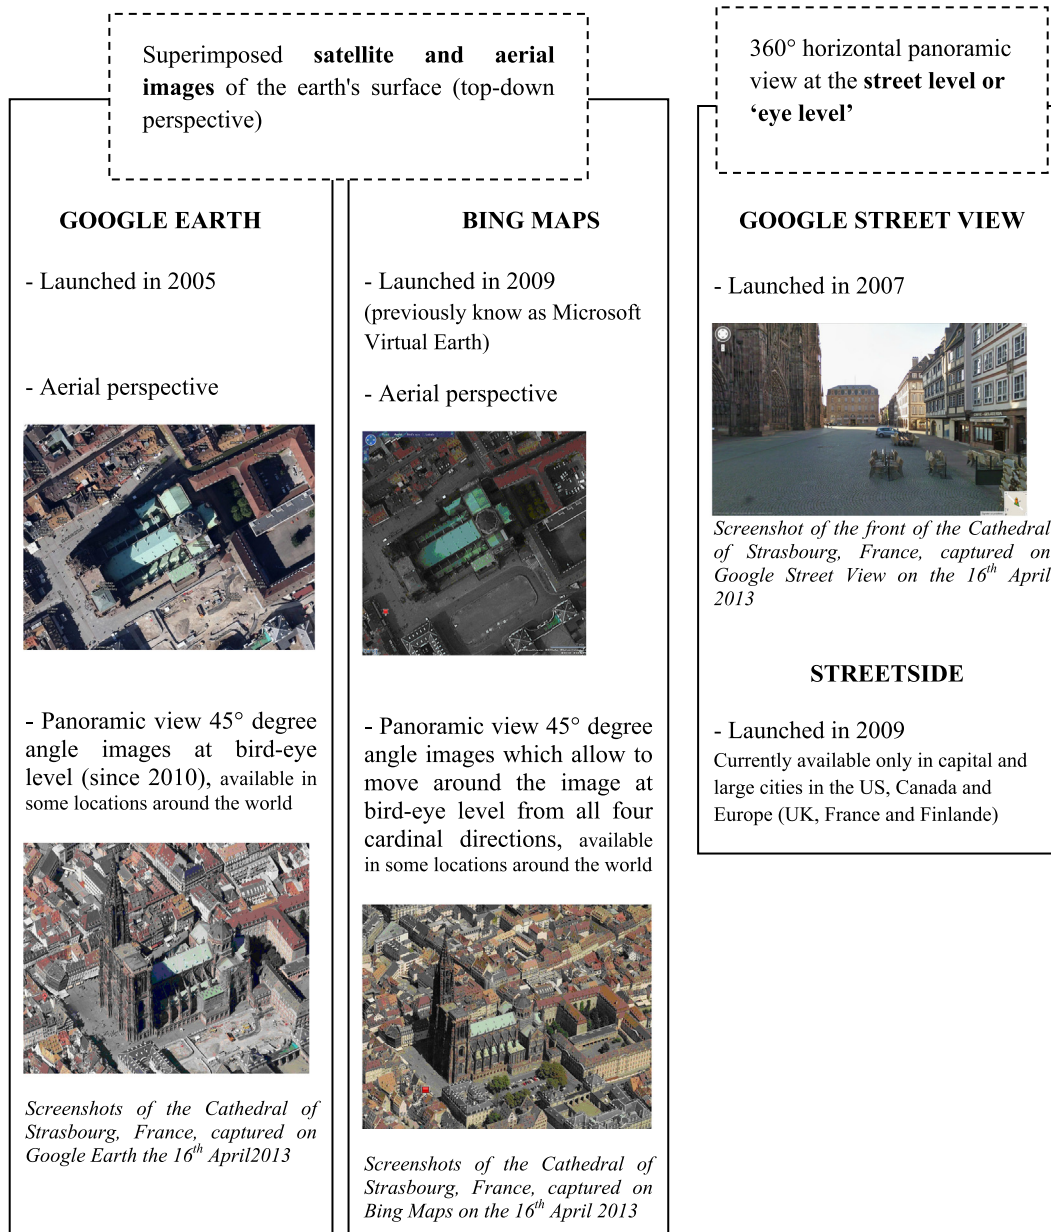 Superimposed satellite and aerial
images of the earth's surface (top-down
perspective)
360° horizontal panoramic
view at the street level or
‘eye level’
GOOGLE EARTH
- Launched in 2005
- Aerial perspective
- Panoramic view 45° degree
angle images at bird-eye
level (since 2010), available in
some locations around the world
Screenshots of the Cathedral of
Strasbourg, France, captured on
Google Earth the 16th April2013
BING MAPS
- Launched in 2009
(previously know as Microsoft
Virtual Earth)
- Aerial perspective
- Panoramic view 45° degree
angle images which allow to
move around the image at
bird-eye level from all four
cardinal directions, available
in some locations around the world
Screenshots of the Cathedral of
Strasbourg, France, captured on
Bing Maps on the 16th April 2013
GOOGLE STREET VIEW
- Launched in 2007
Screenshot of the front of the Cathedral
of Strasbourg, France, captured on
Google Street View on the 16th April
2013
STREETSIDE
- Launched in 2009
Currently available only in capital and
large cities in the US, Canada and
Europe (UK, France and Finlande)